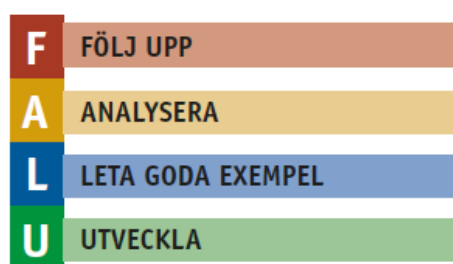 F FÖLJ UPP
A ANALYSERA
L LETA GODA EXEMPEL
U UTVECKLA